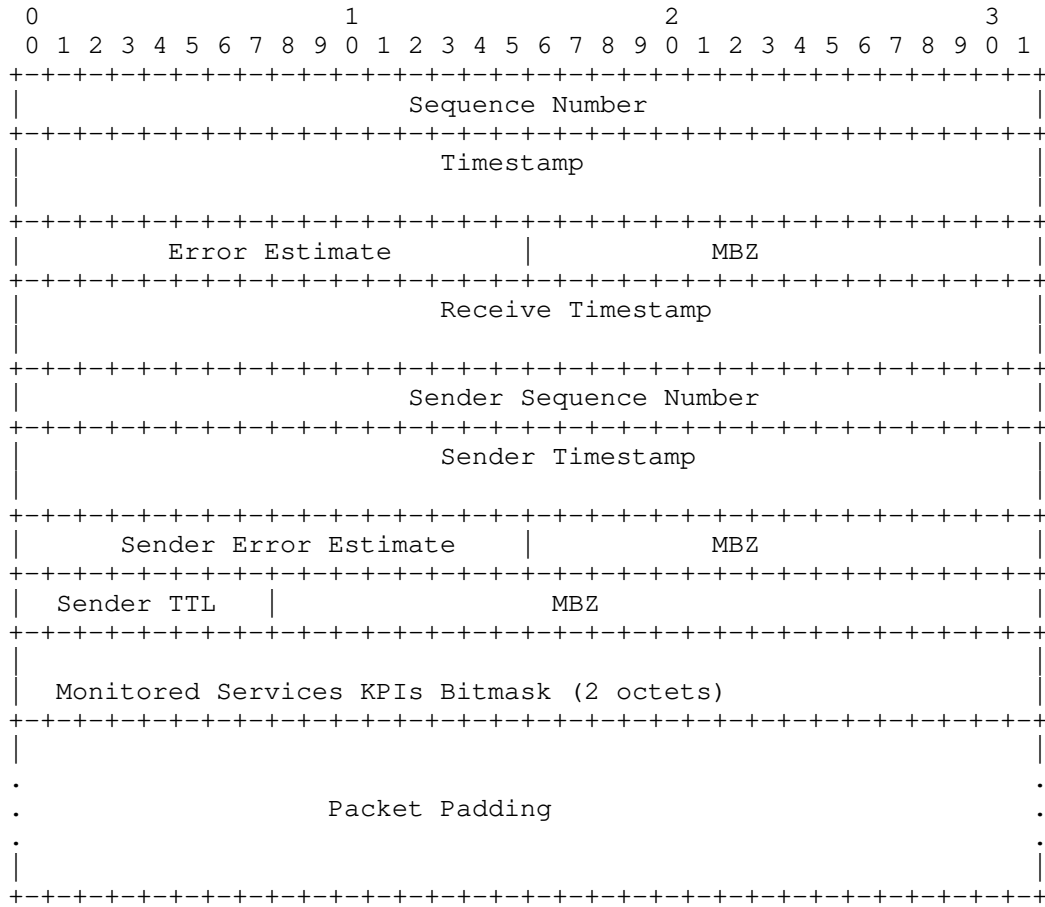 0                   1                   2                   3
 0 1 2 3 4 5 6 7 8 9 0 1 2 3 4 5 6 7 8 9 0 1 2 3 4 5 6 7 8 9 0 1
+-+-+-+-+-+-+-+-+-+-+-+-+-+-+-+-+-+-+-+-+-+-+-+-+-+-+-+-+-+-+-+-+
|                        Sequence Number                        |
+-+-+-+-+-+-+-+-+-+-+-+-+-+-+-+-+-+-+-+-+-+-+-+-+-+-+-+-+-+-+-+-+
|                          Timestamp                            |
|                                                               |
+-+-+-+-+-+-+-+-+-+-+-+-+-+-+-+-+-+-+-+-+-+-+-+-+-+-+-+-+-+-+-+-+
|         Error Estimate        |           MBZ                 |
+-+-+-+-+-+-+-+-+-+-+-+-+-+-+-+-+-+-+-+-+-+-+-+-+-+-+-+-+-+-+-+-+
|                          Receive Timestamp                    |
|                                                               |
+-+-+-+-+-+-+-+-+-+-+-+-+-+-+-+-+-+-+-+-+-+-+-+-+-+-+-+-+-+-+-+-+
|                        Sender Sequence Number                 |
+-+-+-+-+-+-+-+-+-+-+-+-+-+-+-+-+-+-+-+-+-+-+-+-+-+-+-+-+-+-+-+-+
|                          Sender Timestamp                     |
|                                                               |
+-+-+-+-+-+-+-+-+-+-+-+-+-+-+-+-+-+-+-+-+-+-+-+-+-+-+-+-+-+-+-+-+
|      Sender Error Estimate    |           MBZ                 |
+-+-+-+-+-+-+-+-+-+-+-+-+-+-+-+-+-+-+-+-+-+-+-+-+-+-+-+-+-+-+-+-+
|  Sender TTL   |                 MBZ                           |
+-+-+-+-+-+-+-+-+-+-+-+-+-+-+-+-+-+-+-+-+-+-+-+-+-+-+-+-+-+-+-+-+
|                                                               |
|  Monitored Services KPIs Bitmask (2 octets)                   |
+-+-+-+-+-+-+-+-+-+-+-+-+-+-+-+-+-+-+-+-+-+-+-+-+-+-+-+-+-+-+-+-+
|                                                               |
.                                                               .
.                   Packet Padding                              .
.                                                               .
|                                                               |
+-+-+-+-+-+-+-+-+-+-+-+-+-+-+-+-+-+-+-+-+-+-+-+-+-+-+-+-+-+-+-+-+